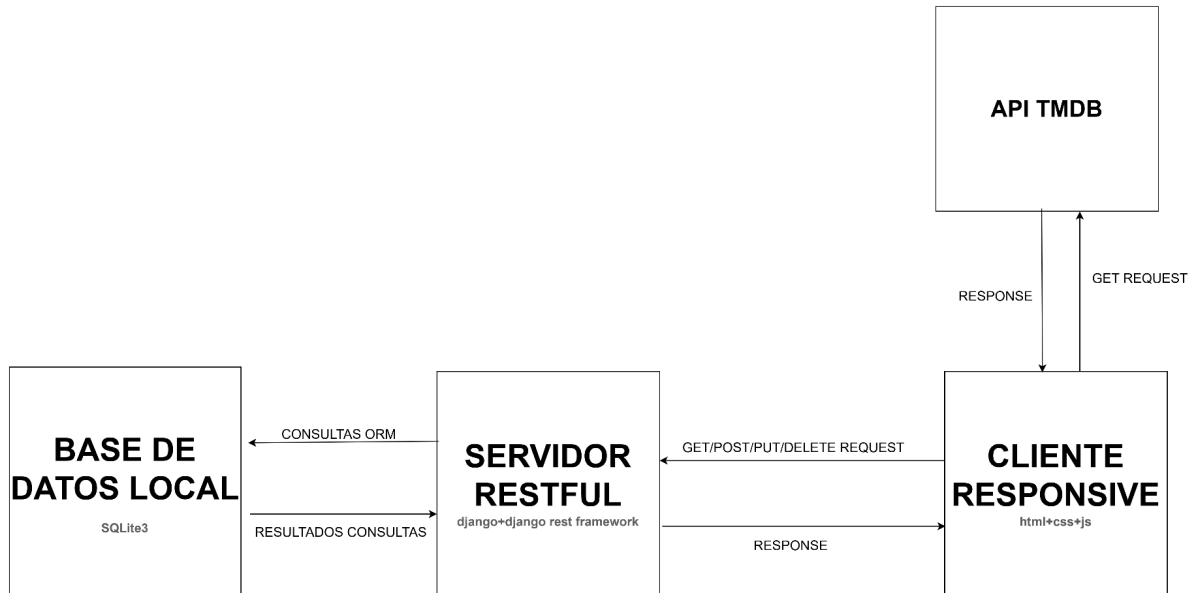 API TMDB
GET REQUEST
RESPONSE
CONSULTAS ORM
GET/POST/PUT/DELETE REQUEST
BASE DE
DATOS LOCAL
SQLite3
SERVIDOR
RESTFUL
django+django rest framework
CLIENTE
RESPONSIVE
html+css+js
RESULTADOS CONSULTAS
RESPONSE